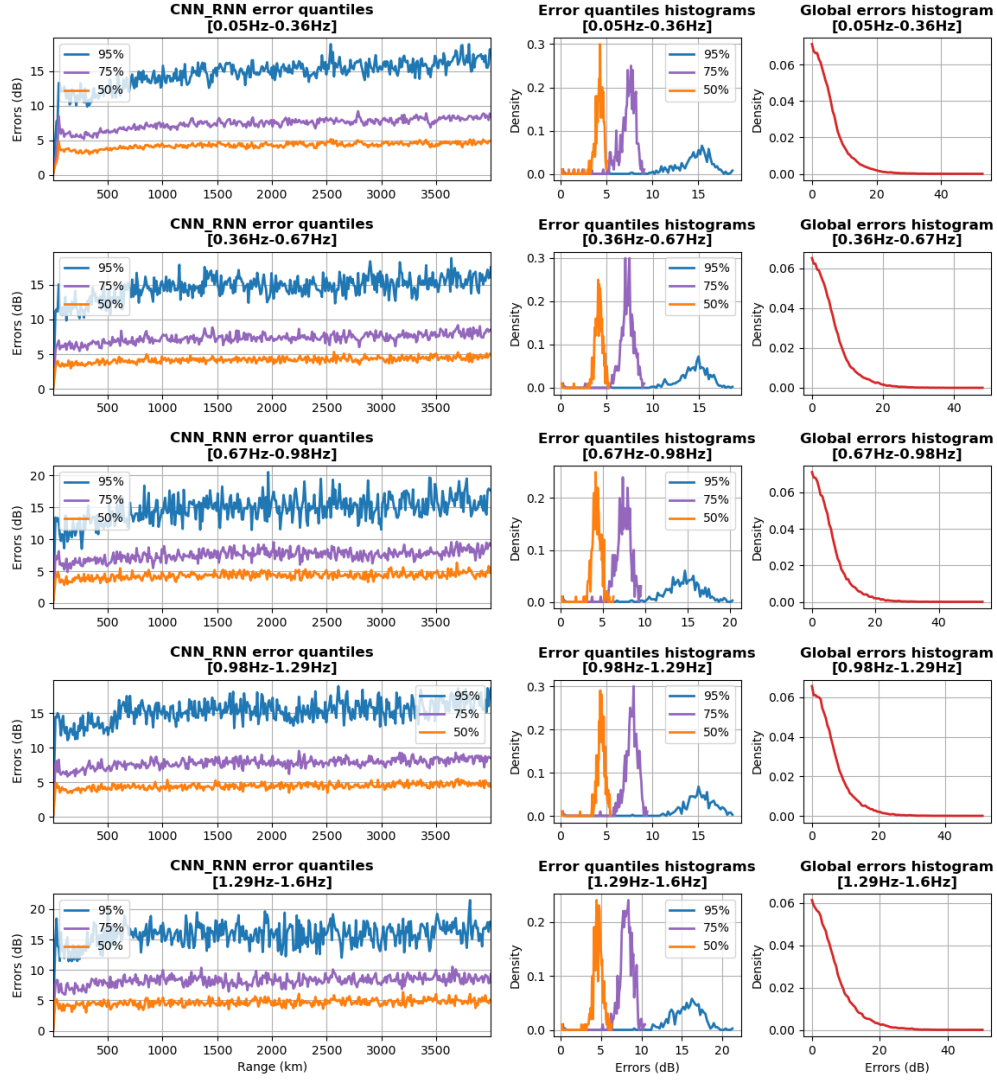 CNN_RNN error quantiles
[0.05Hz-0.36Hz]
Error quantiles histograms
[0.05Hz-0.36Hz]
Global errors histogram
[0.05Hz-0.36Hz]
Errors (dB)
15
10
5
0
95%
75%
50%
500 1000 1500 2000 2500 3000 3500
Density
0.3
0.2
0.1
0.0
95%
75%
50%
0 5 10 15
Density
0.06
0.04
0.02
0.00
0 20 40
CNN_RNN error quantiles
[0.36Hz-0.67Hz]
Error quantiles histograms
[0.36Hz-0.67Hz]
Global errors histogram
[0.36Hz-0.67Hz]
Errors (dB)
15
10
5
0
95%
75%
50%
500 1000 1500 2000 2500 3000 3500
Density
0.3
0.2
0.1
0.0
95%
75%
50%
0 5 10 15
Density
0.06
0.04
0.02
0.00
0 20 40
CNN_RNN error quantiles
[0.67Hz-0.98Hz]
Error quantiles histograms
[0.67Hz-0.98Hz]
Global errors histogram
[0.67Hz-0.98Hz]
Errors (dB)
20
15
10
5
0
95%
75%
50%
500 1000 1500 2000 2500 3000 3500
Density
0.2
0.1
0.0
95%
75%
50%
0 5 10 15 20
Density
0.06
0.04
0.02
0.00
0 20 40
CNN_RNN error quantiles
[0.98Hz-1.29Hz]
Error quantiles histograms
[0.98Hz-1.29Hz]
Global errors histogram
[0.98Hz-1.29Hz]
Errors (dB)
15
10
5
0
95%
75%
50%
500 1000 1500 2000 2500 3000 3500
Density
0.3
0.2
0.1
0.0
95%
75%
50%
0 5 10 15
Density
0.06
0.04
0.02
0.00
0 20 40
CNN_RNN error quantiles
[1.29Hz-1.6Hz]
Error quantiles histograms
[1.29Hz-1.6Hz]
Global errors histogram
[1.29Hz-1.6Hz]
Errors (dB)
20
15
10
5
0
95%
75%
50%
500 1000 1500 2000 2500 3000 3500
Range (km)
Density
0.2
0.1
0.0
95%
75%
50%
0 5 10 15 20
Errors (dB)
Density
0.06
0.04
0.02
0.00
0 20 40
Errors (dB)